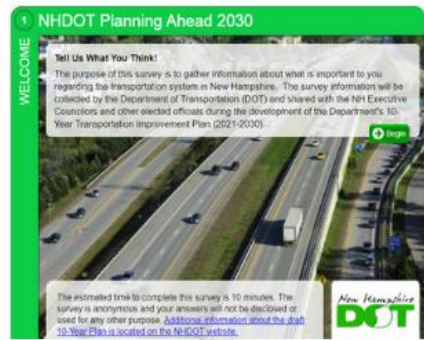 1 NHDOT Planning Ahead 2030
WELCOME
Tell Us What You Think!
The purpose of this survey is to gather information about what is important to you
regarding the transportation system in New Hampshire. The survey information will be
collected by the Department of Transportation (DOT) and shared with the NH Executive
Councilors and other elected officials during the development of the Department's 10-
Year Transportation Improvement Plan (2021-2030).
Begin
The estimated time to complete this survey is 10 minutes. The
survey is anonymous and your answers will not be disclosed or
used for any other purpose. Additional information about the draft
10-Year Plan is located on the NHDOT website.
New Hampshire
DOT